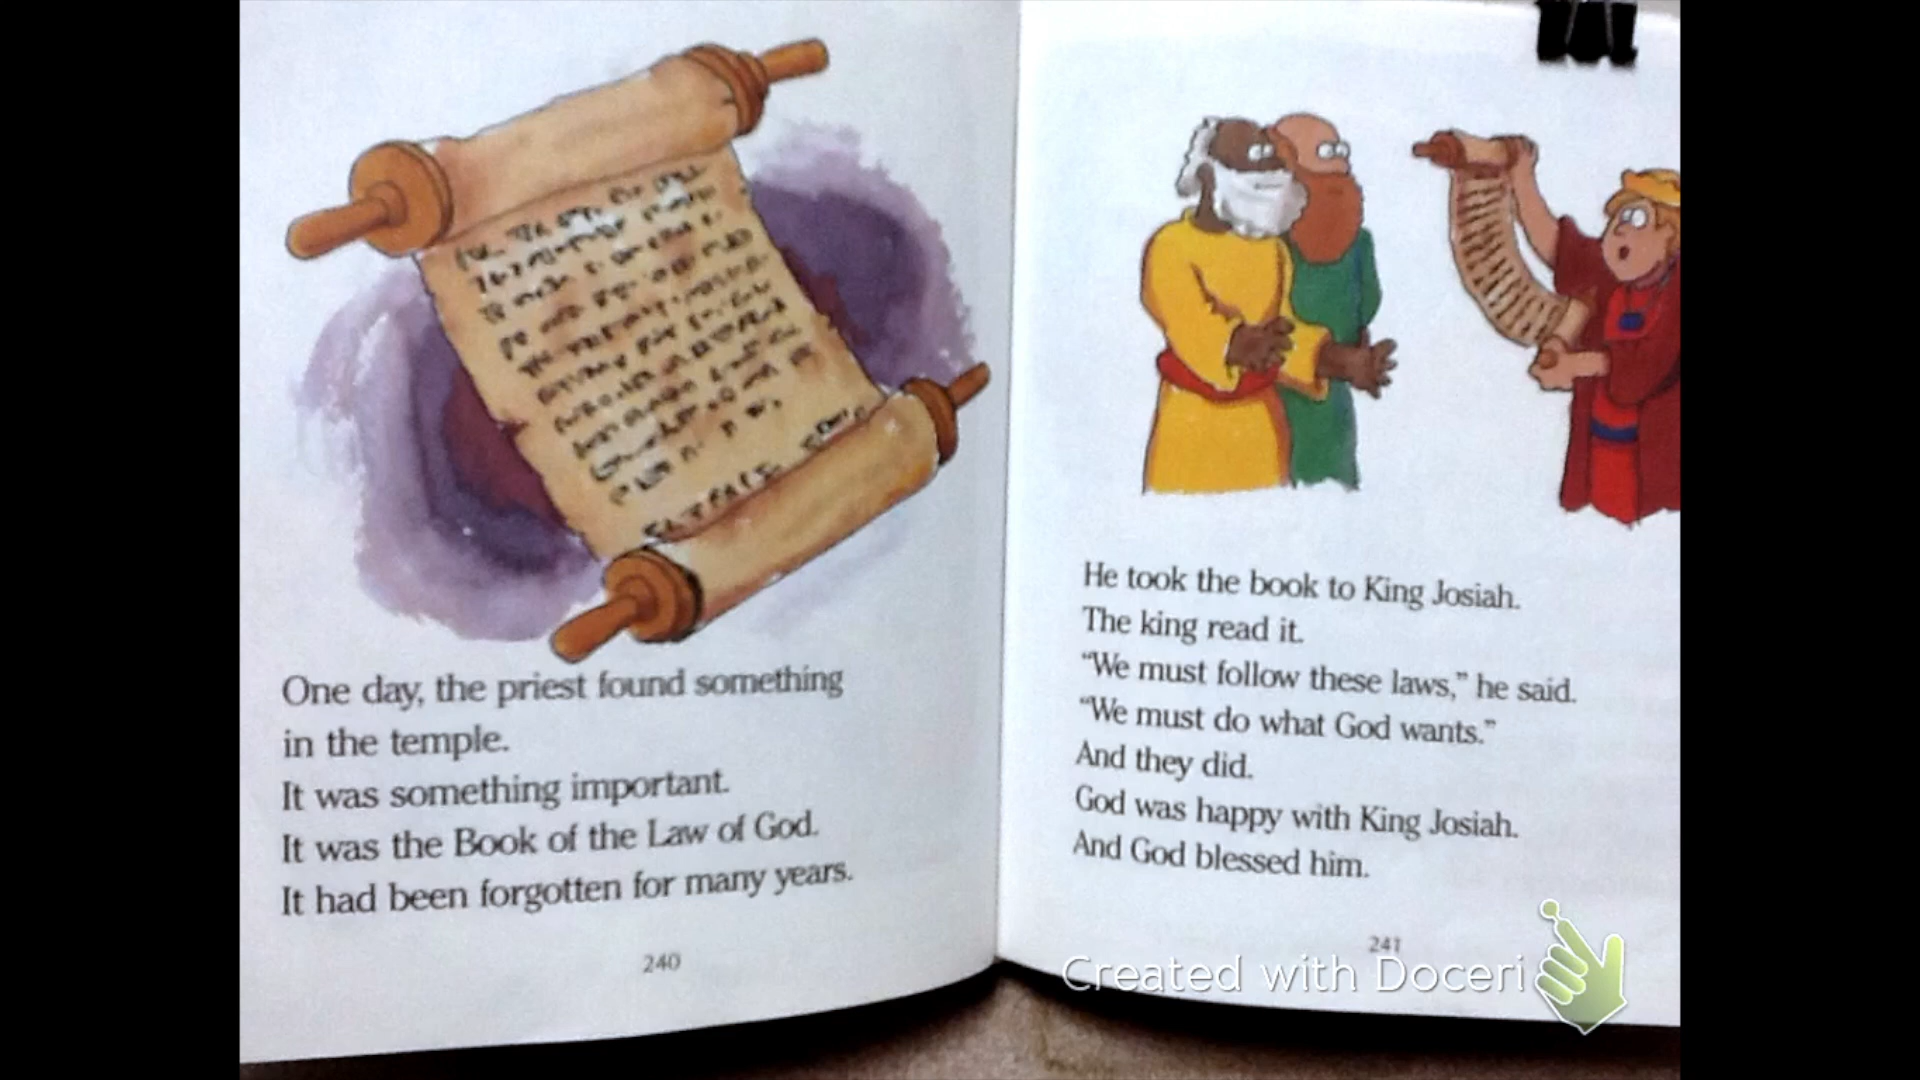 One day, the priest found something
in the temple.
It was something important.
It was the Book of the Law of God.
It had been forgotten for many years.
240
He took the book to King Josiah.
The king read it.
“We must follow these laws,” he said.
“We must do what God wants.”
And they did.
God was happy with King Josiah.
And God blessed him.
241
Created with Doceri